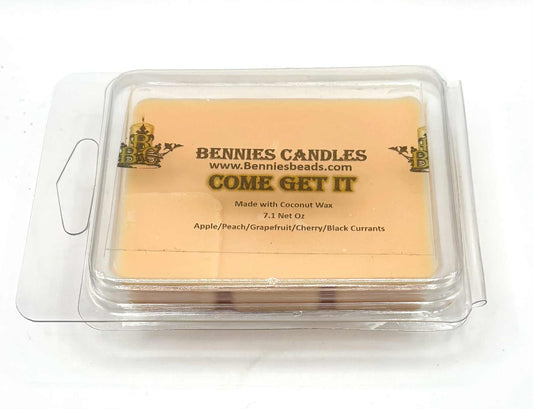 BENNIES CANDLES
www.Benniesbeads.com
COME GET IT
Made with Coconut Wax
7.1 Net Oz
Apple/Peach/Grapefruit/Cherry/Black Currants